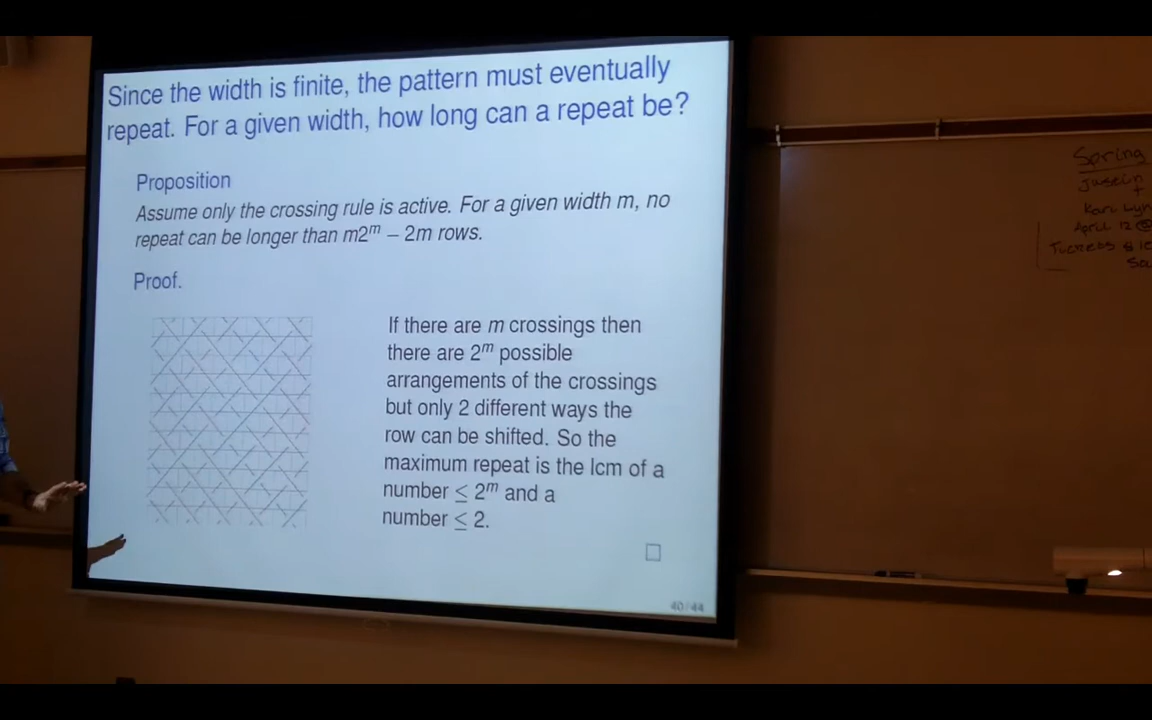 Since the width is finite, the pattern must eventually
repeat. For a given width, how long can a repeat be?
Proposition
Assume only the crossing rule is active. For a given width m, no
repeat can be longer than m2ᵐ – 2m rows.
Proof.
If there are m crossings then
there are 2ᵐ possible
arrangements of the crossings
but only 2 different ways the
row can be shifted. So the
maximum repeat is the lcm of a
number ≤ 2ᵐ and a
number ≤ 2.
□
40/44
Spring
+
April 12 @